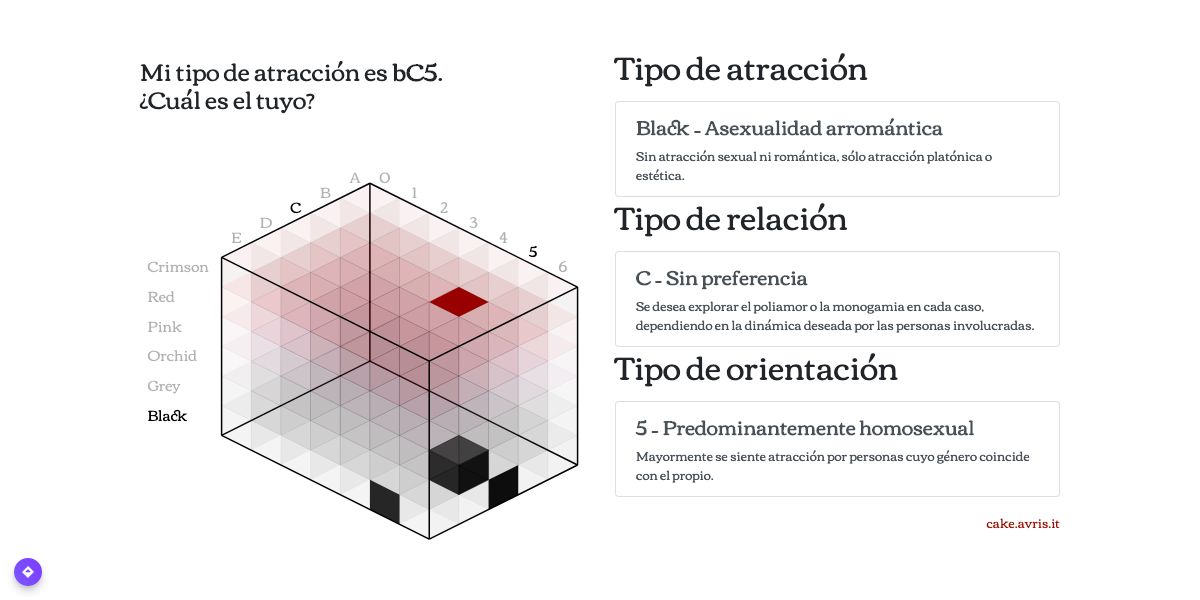 Mi tipo de atracción es bC5.
¿Cuál es el tuyo?
A
B
C
D
E
0
1
2
3
4
5
6
Crimson
Red
Pink
Orchid
Grey
Black
Tipo de atracción
Black - Asexualidad arromántica
Sin atracción sexual ni romántica, sólo atracción platónica o
estética.
Tipo de relación
C - Sin preferencia
Se desea explorar el poliamor o la monogamia en cada caso,
dependiendo en la dinámica deseada por las personas involucradas.
Tipo de orientación
5 - Predominantemente homosexual
Mayormente se siente atracción por personas cuyo género coincide
con el propio.
cake.avris.it